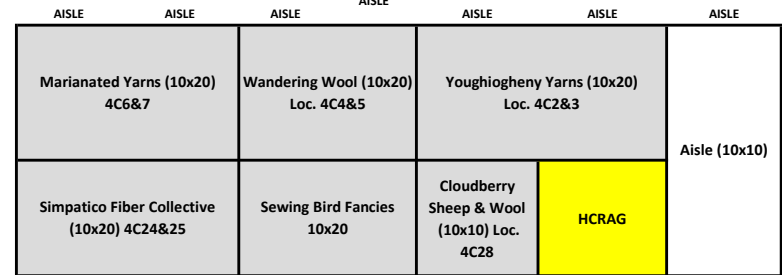 AISLE
AISLE AISLE AISLE AISLE AISLE AISLE
Marianated Yarns (10x20)
4C6&7
Wandering Wool (10x20)
Loc. 4C4&5
Youghiogheny Yarns (10x20)
Loc. 4C2&3
Aisle (10x10)
Simpatico Fiber Collective
(10x20) 4C24&25
Sewing Bird Fancies
10x20
Cloudberry
Sheep & Wool
(10x10) Loc.
4C28
HCRAG